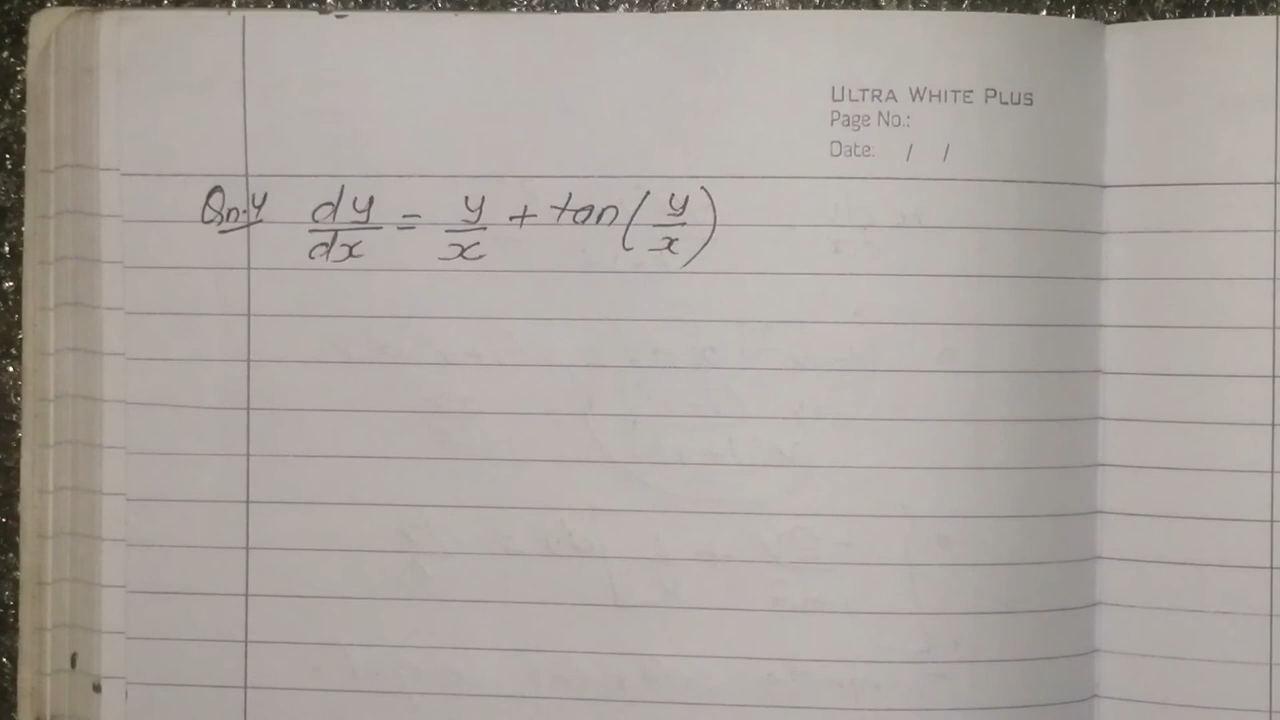 ULTRA WHITE PLUS
Page No.:
Date: / /
Qn.4 dy/dx = y/x + tan(y/x)